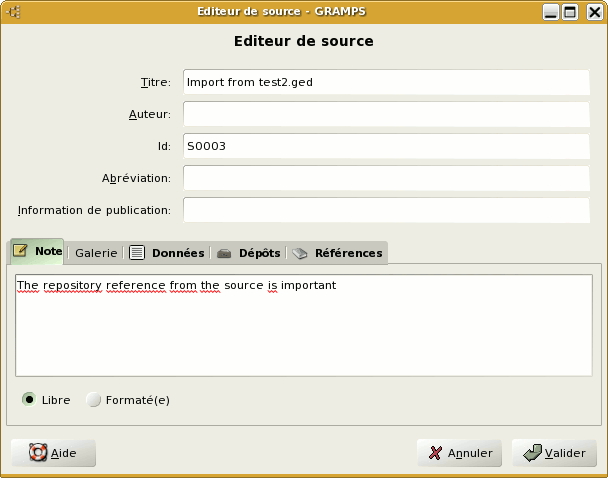 Editeur de source - GRAMPS
Editeur de source
Titre: Import from test2.ged
Auteur:
Id: S0003
Abréviation:
Information de publication:
Note Galerie Données Dépôts Références
The repository reference from the source is important
Libre Formaté(e)
Aide Annuler Valider